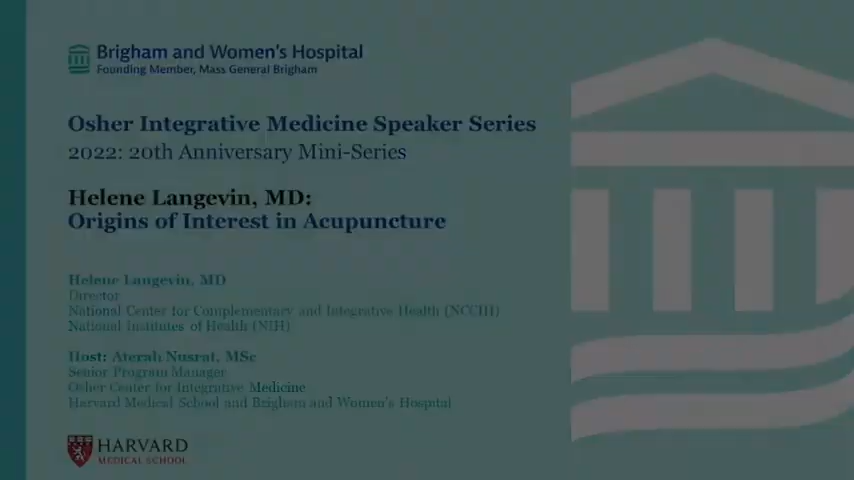 Brigham and Women's Hospital
Founding Member, Mass General Brigham
Osher Integrative Medicine Speaker Series
2022: 20th Anniversary Mini-Series
Helene Langevin, MD:
Origins of Interest in Acupuncture
Helene Langevin, MD
Director
National Center for Complementary and Integrative Health (NCCIH)
National Institutes of Health (NIH)
Host: Aterah Nusrat, MSc
Senior Program Manager
Osher Center for Integrative Medicine
Harvard Medical School and Brigham and Women's Hospital
HARVARD
MEDICAL SCHOOL